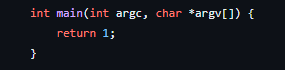 int main(int argc, char *argv[]) {
    return 1;
}